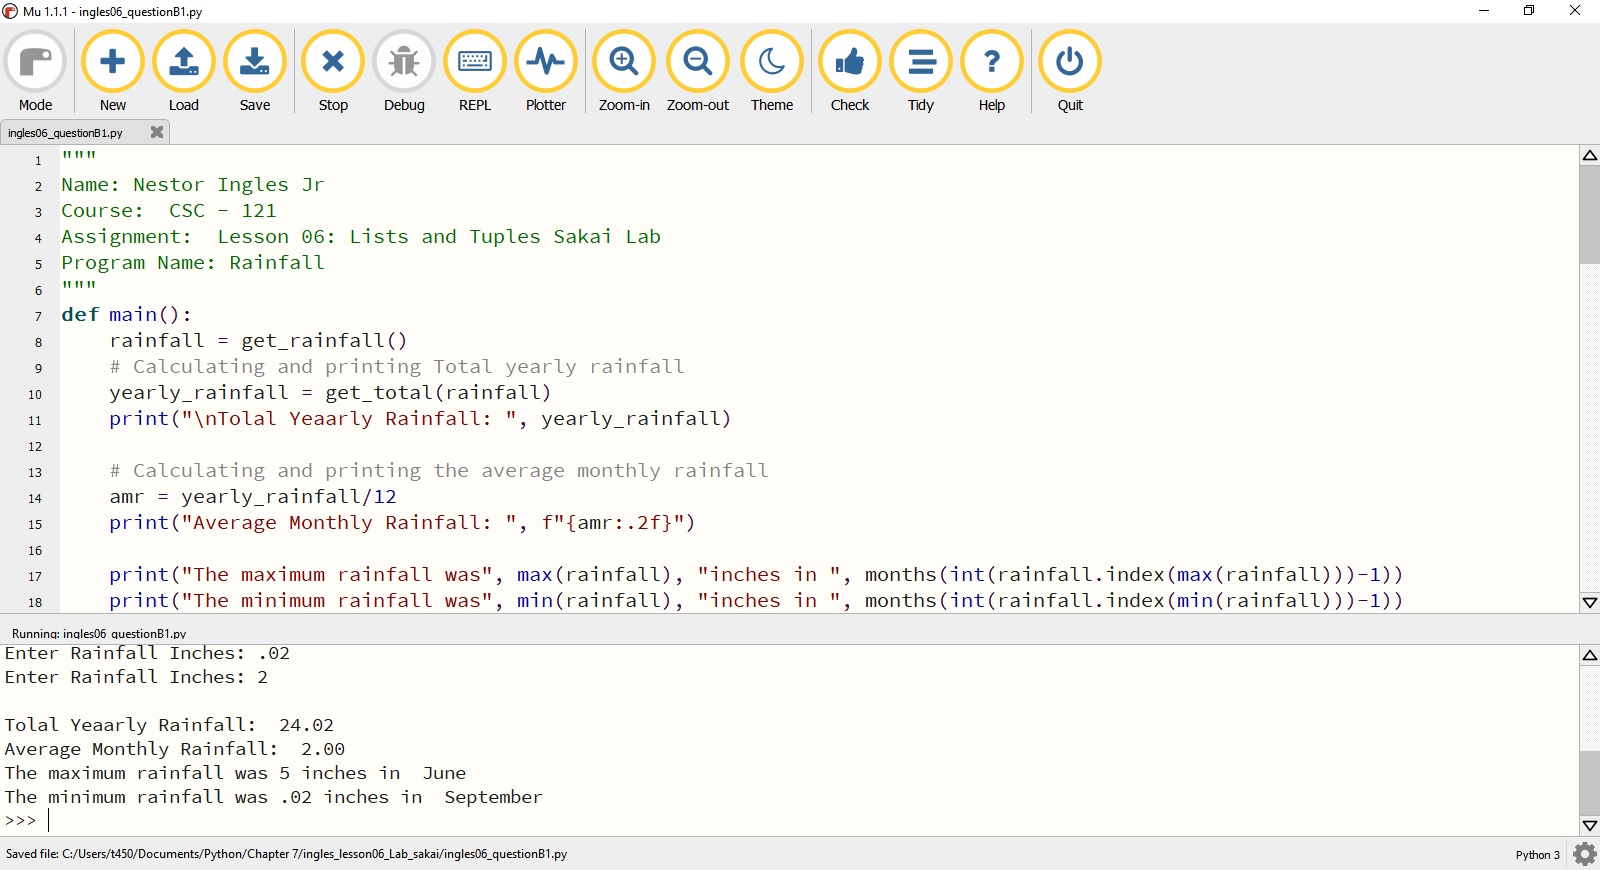 Mu 1.1.1 - ingles06_questionB1.py
Mode New Load Save Stop Debug REPL Plotter Zoom-in Zoom-out Theme Check Tidy Help Quit
ingles06_questionB1.py
1 """
2 Name: Nestor Ingles Jr
3 Course:  CSC - 121
4 Assignment:  Lesson 06: Lists and Tuples Sakai Lab
5 Program Name: Rainfall
6 """
7 def main():
8     rainfall = get_rainfall()
9     # Calculating and printing Total yearly rainfall
10     yearly_rainfall = get_total(rainfall)
11     print("\nTolal Yeaarly Rainfall: ", yearly_rainfall)
12
13     # Calculating and printing the average monthly rainfall
14     amr = yearly_rainfall/12
15     print("Average Monthly Rainfall: ", f"{amr:.2f}")
16
17     print("The maximum rainfall was", max(rainfall), "inches in ", months(int(rainfall.index(max(rainfall)))-1))
18     print("The minimum rainfall was", min(rainfall), "inches in ", months(int(rainfall.index(min(rainfall)))-1))
Running: ingles06_questionB1.py
Enter Rainfall Inches: .02
Enter Rainfall Inches: 2
Tolal Yeaarly Rainfall:  24.02
Average Monthly Rainfall:  2.00
The maximum rainfall was 5 inches in  June
The minimum rainfall was .02 inches in  September
>>>
Saved file: C:/Users/t450/Documents/Python/Chapter 7/ingles_lesson06_Lab_sakai/ingles06_questionB1.py
Python 3